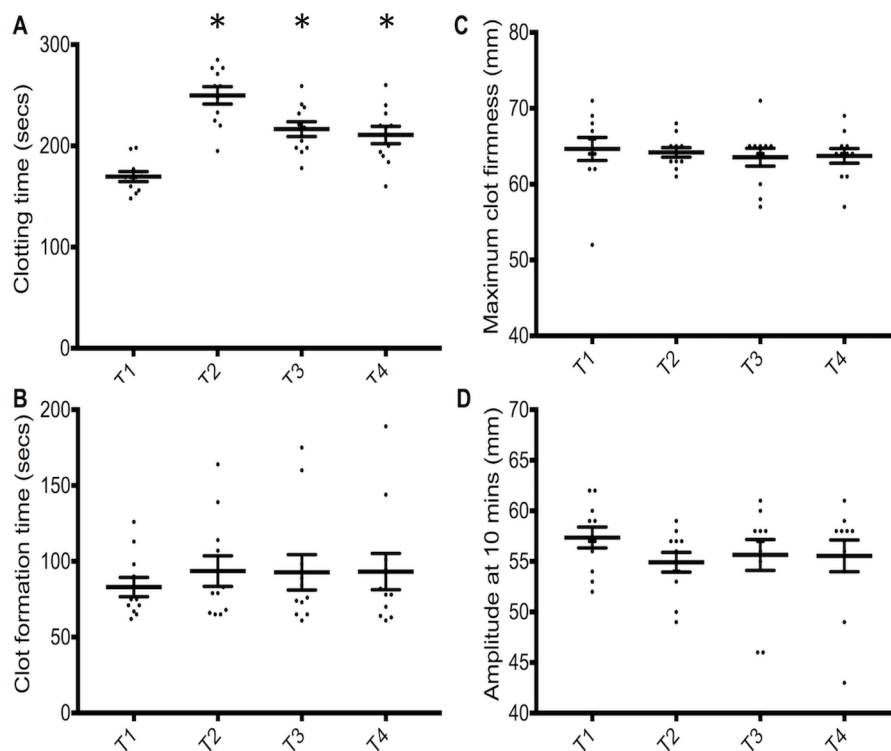 A
* * *
Clotting time (secs)
300
200
100
0
T1 T2 T3 T4
B
Clot formation time (secs)
200
150
100
50
0
T1 T2 T3 T4
C
Maximum clot firmness (mm)
80
70
60
50
40
T1 T2 T3 T4
D
Amplitude at 10 mins (mm)
70
65
60
55
50
45
40
T1 T2 T3 T4